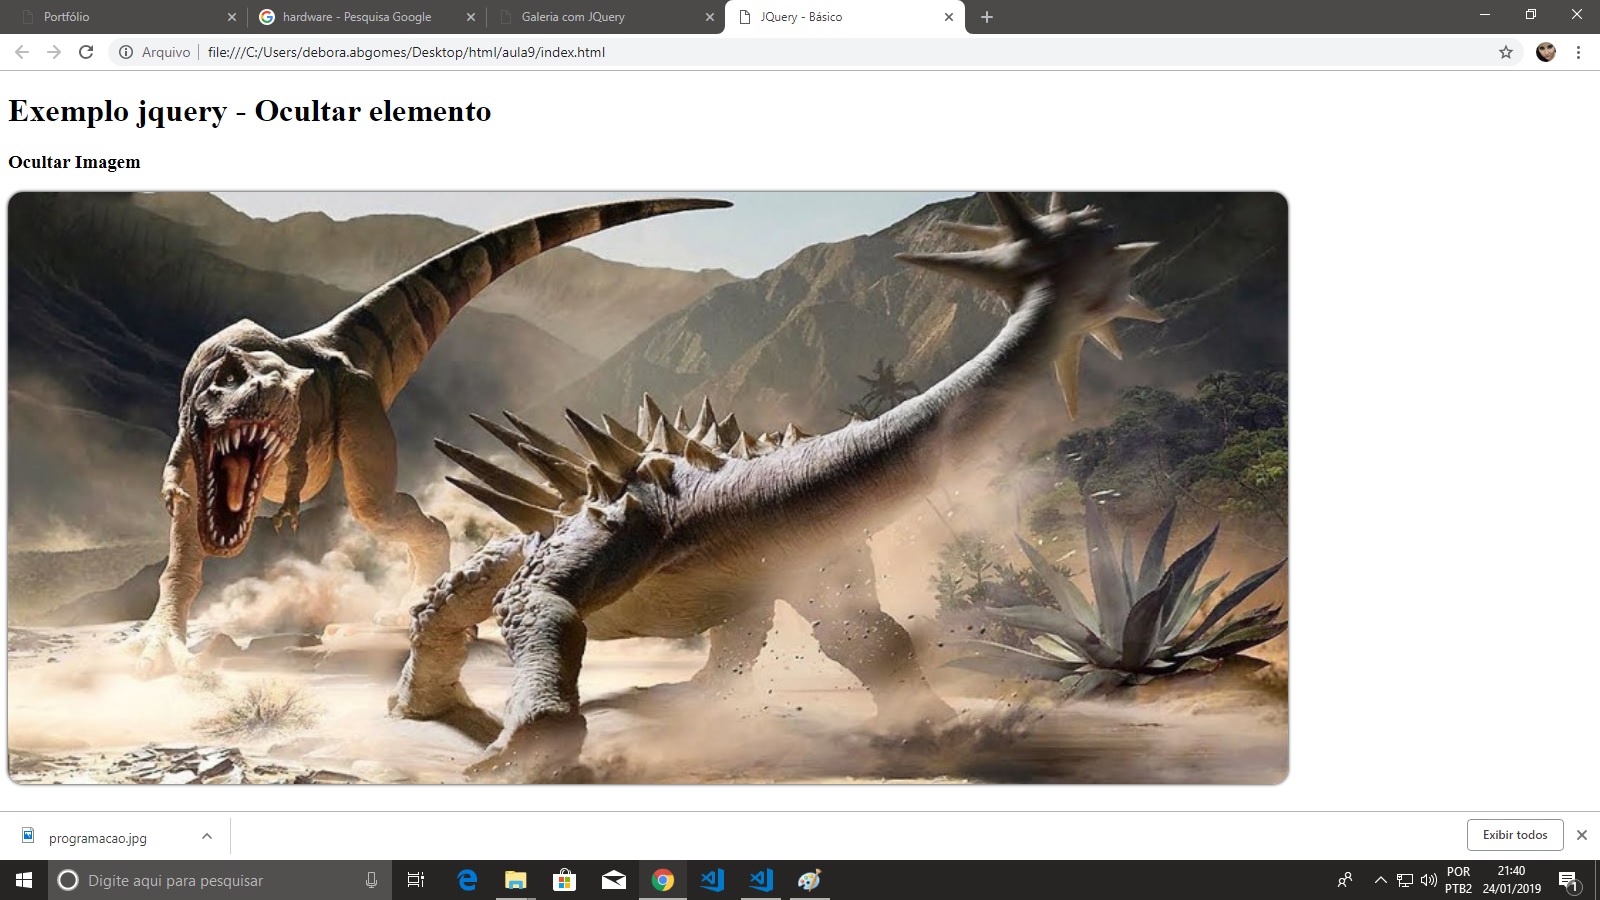 Portfólio
hardware - Pesquisa Google
Galeria com JQuery
JQuery - Básico
Arquivo
file:///C:/Users/debora.abgomes/Desktop/html/aula9/index.html
Exemplo jquery - Ocultar elemento
Ocultar Imagem
programacao.jpg
Exibir todos
Digite aqui para pesquisar
POR
PTB2
21:40
24/01/2019
1